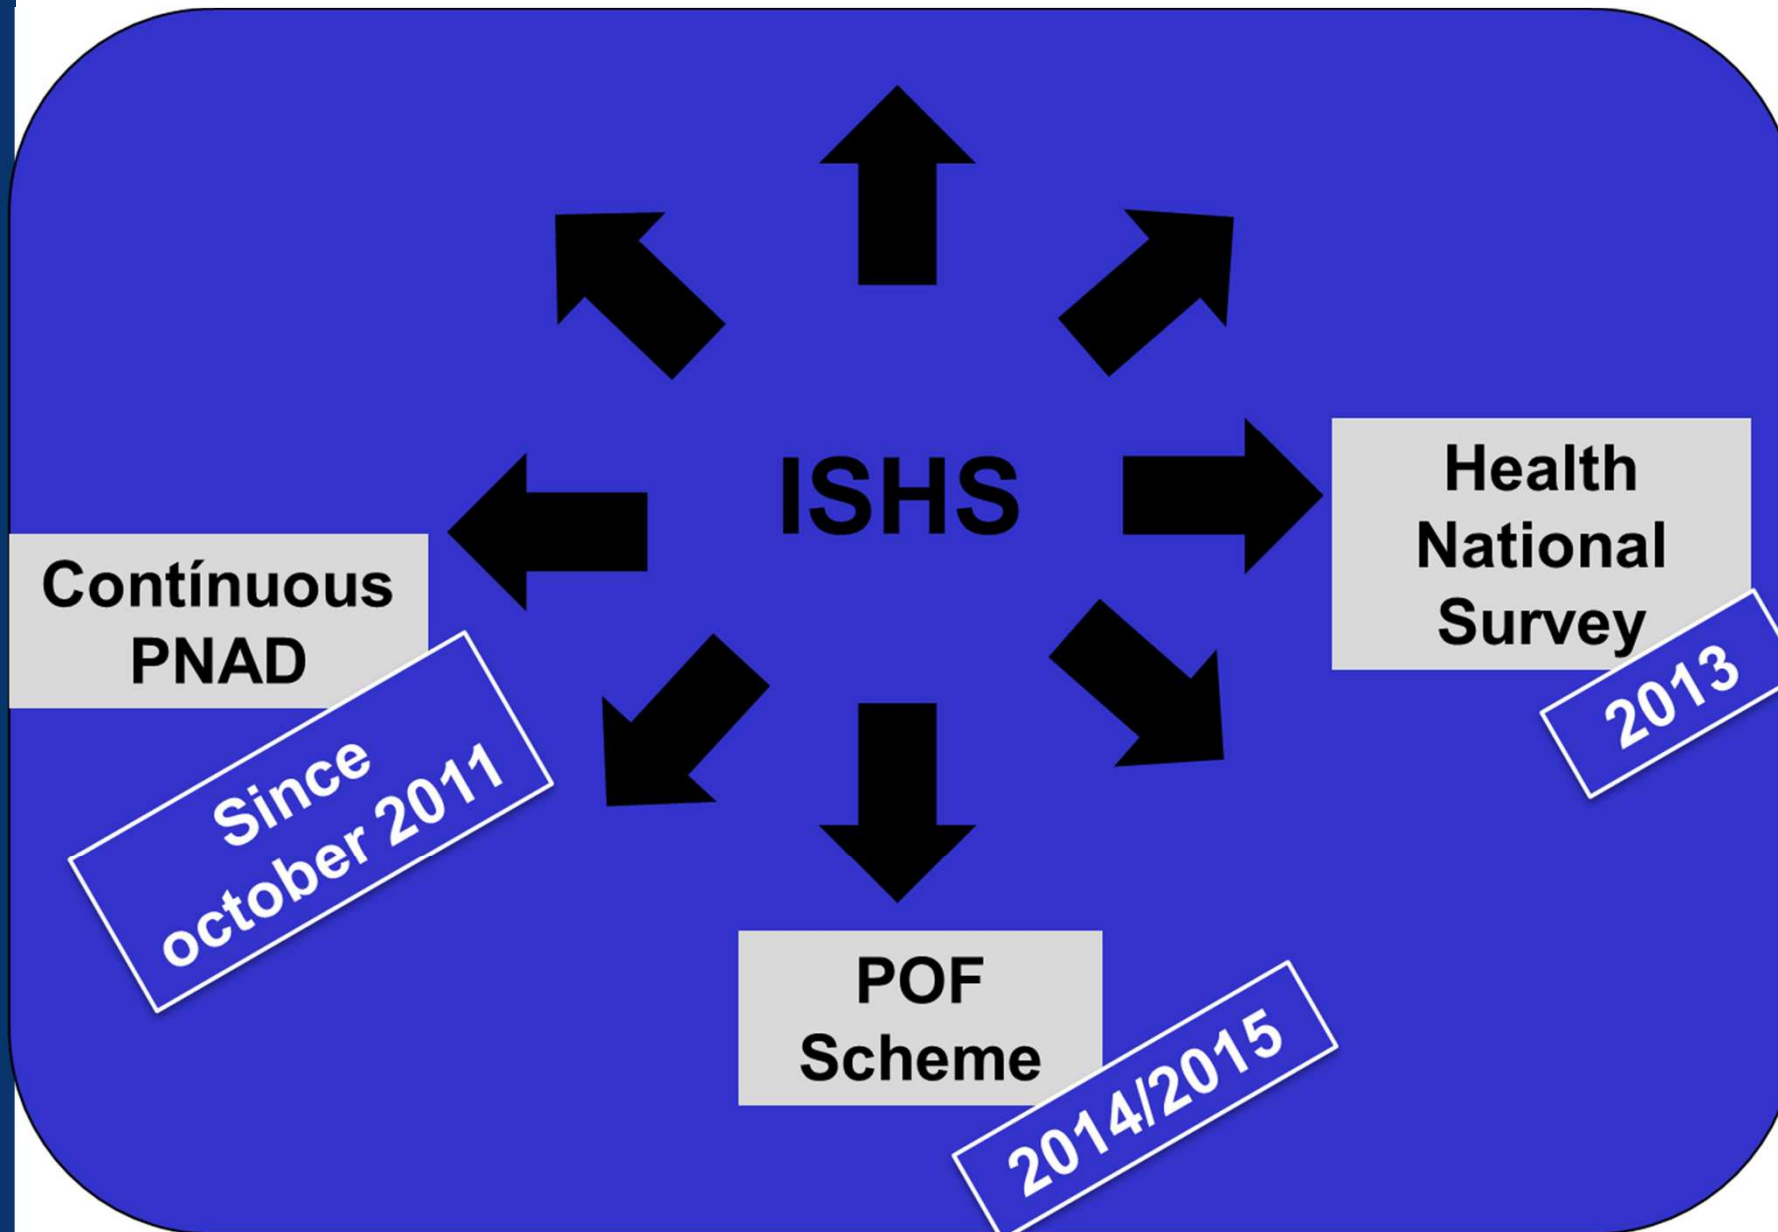 ISHS
Health
National
Survey
2013
Contínuous
PNAD
Since
october 2011
POF
Scheme
2014/2015